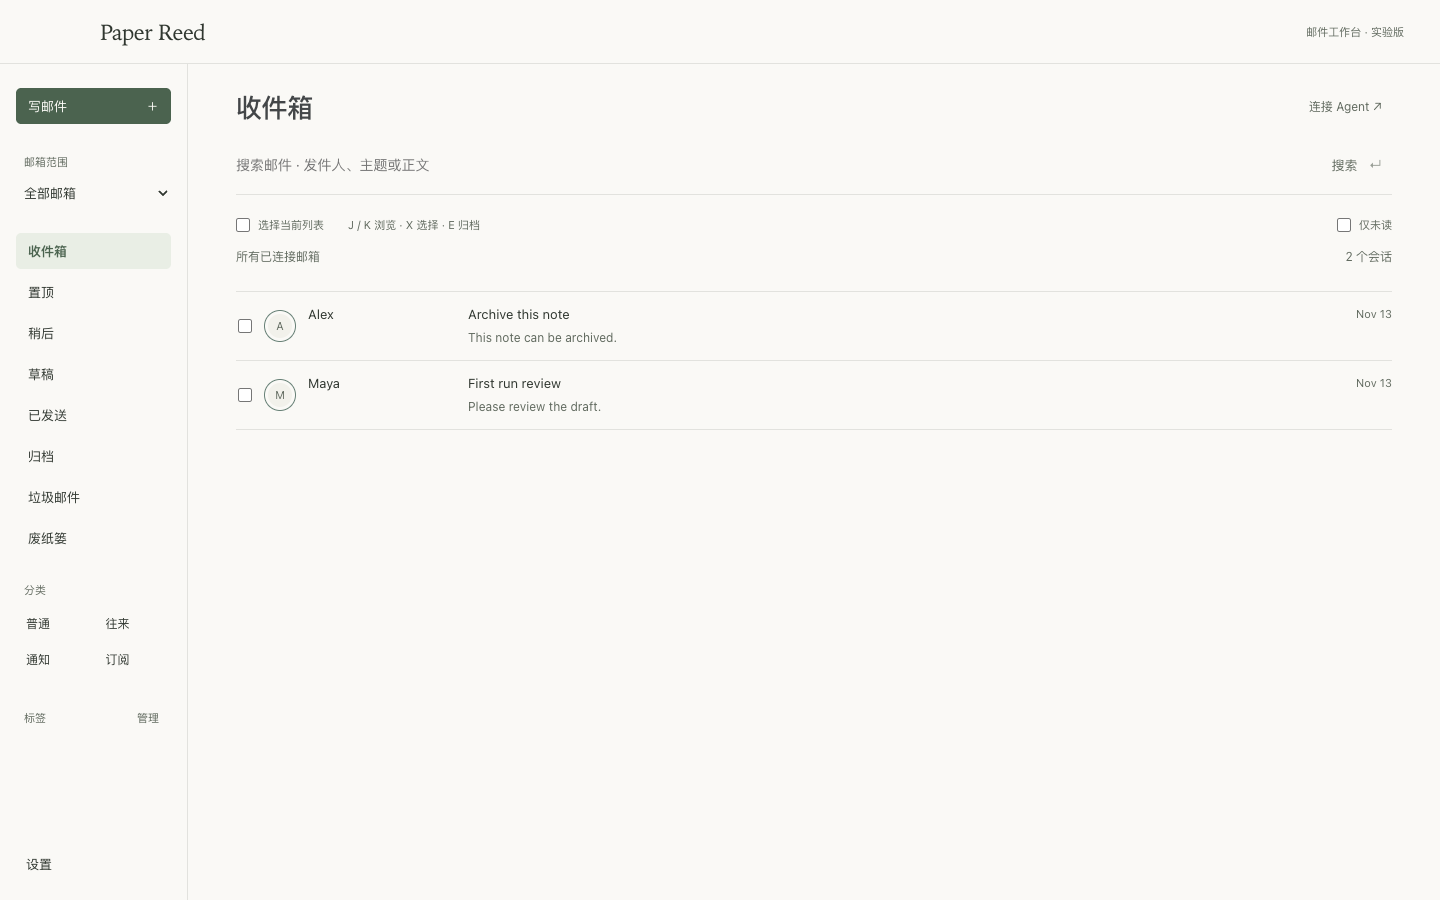 Paper Reed
邮件工作台 · 实验版
写邮件 +
邮箱范围
全部邮箱
收件箱
置顶
稍后
草稿
已发送
归档
垃圾邮件
废纸篓
分类
普通 往来
通知 订阅
标签 管理
设置
收件箱
连接 Agent ↗
搜索邮件 · 发件人、主题或正文
搜索 ↵
选择当前列表 J / K 浏览 · X 选择 · E 归档
仅未读
所有已连接邮箱
2 个会话
A Alex Archive this note Nov 13
This note can be archived.
M Maya First run review Nov 13
Please review the draft.